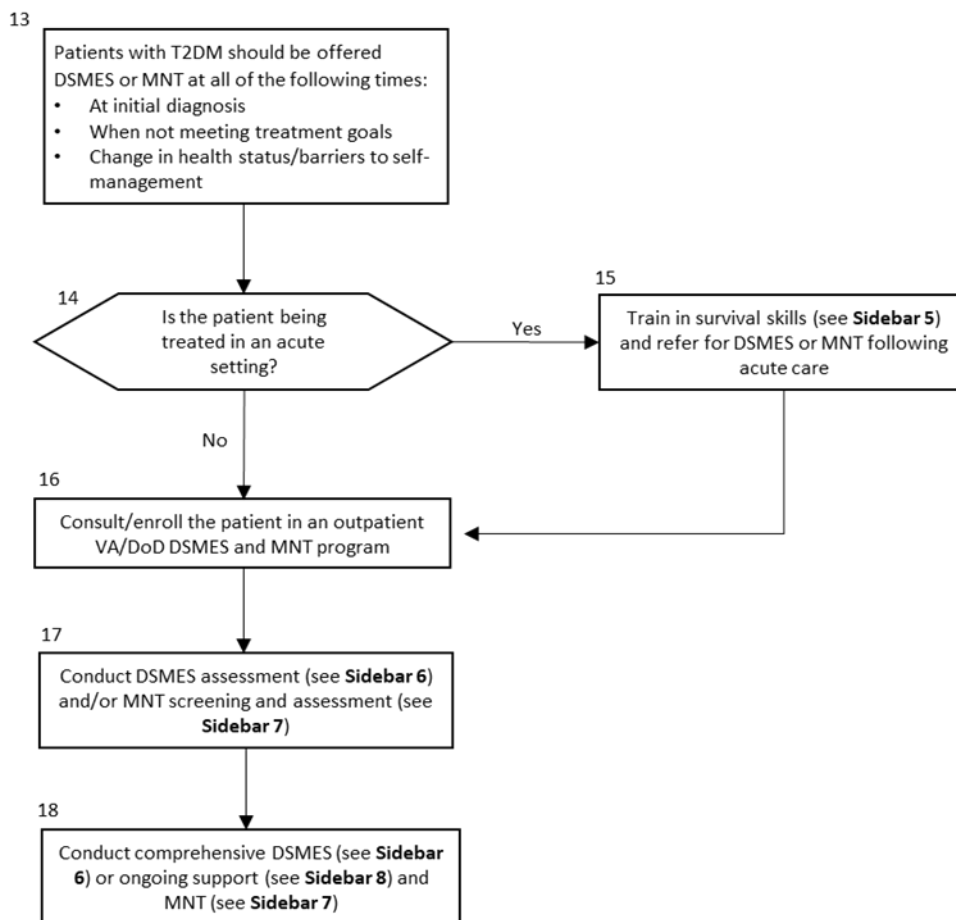 13
Patients with T2DM should be offered
DSMES or MNT at all of the following times:
• At initial diagnosis
• When not meeting treatment goals
• Change in health status/barriers to self-
management
14
Is the patient being
treated in an acute
setting?
Yes
15
Train in survival skills (see Sidebar 5)
and refer for DSMES or MNT following
acute care
No
16
Consult/enroll the patient in an outpatient
VA/DoD DSMES and MNT program
17
Conduct DSMES assessment (see Sidebar 6)
and/or MNT screening and assessment (see
Sidebar 7)
18
Conduct comprehensive DSMES (see Sidebar
6) or ongoing support (see Sidebar 8) and
MNT (see Sidebar 7)